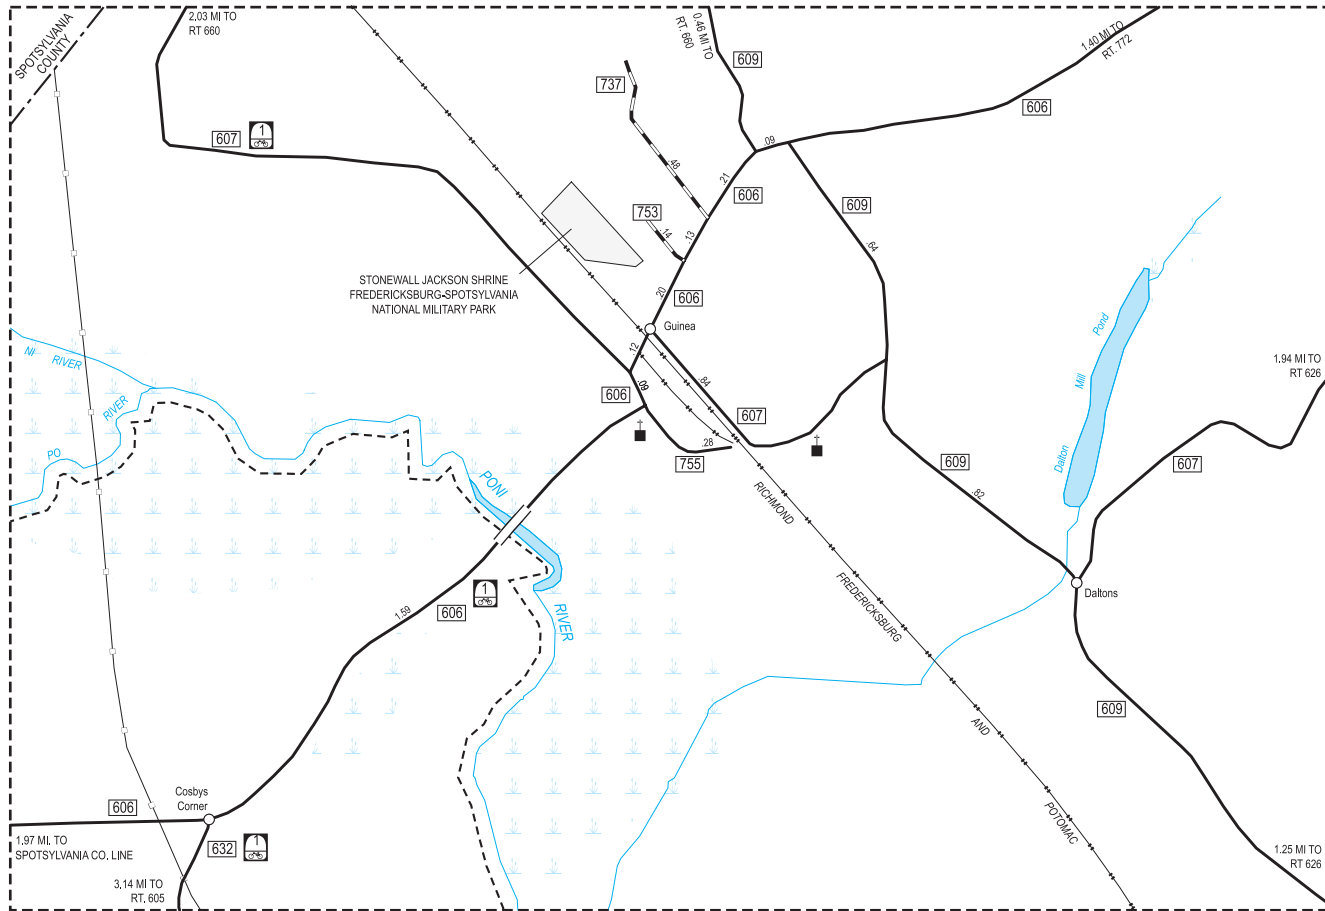 2.03 MI TO
RT 660
SPOTSYLVANIA
COUNTY
0.46 MI TO
RT. 660
1.40 MI TO
RT. 772
609
737
606
607
1
.09
.48
.21
606
753
609
.14
.13
.64
STONEWALL JACKSON SHRINE
FREDERICKSBURG-SPOTSYLVANIA
NATIONAL MILITARY PARK
.20
606
Guinea
NI RIVER
.12
Dalton Mill Pond
1.94 MI TO
RT 626
.84
606
.09
607
PO RIVER
.28
755
609
607
.82
PONI
RIVER
RICHMOND
FREDERICKSBURG
AND
POTOMAC
1
606
1.59
Daltons
609
Cosbys
Corner
606
1.97 MI. TO
SPOTSYLVANIA CO. LINE
632
1
3.14 MI TO
RT. 605
1.25 MI TO
RT 626